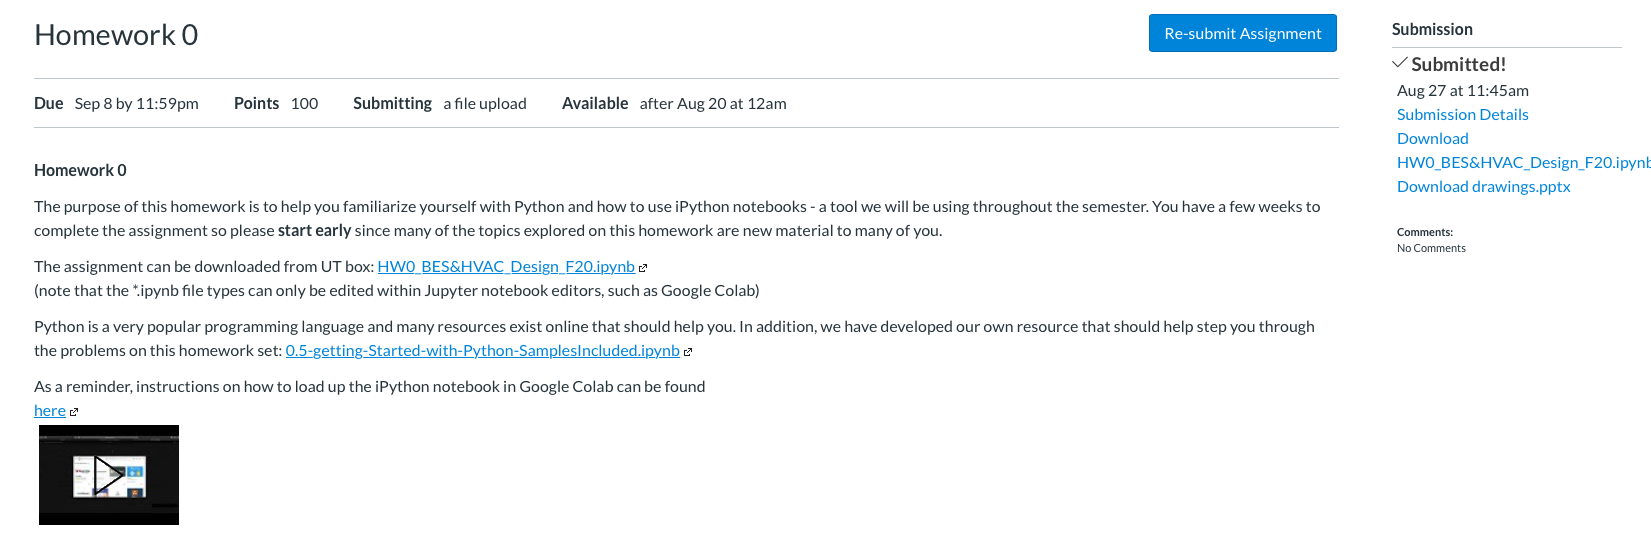 Homework 0
Re-submit Assignment
Due Sep 8 by 11:59pm Points 100 Submitting a file upload Available after Aug 20 at 12am
Homework 0
The purpose of this homework is to help you familiarize yourself with Python and how to use iPython notebooks - a tool we will be using throughout the semester. You have a few weeks to
complete the assignment so please start early since many of the topics explored on this homework are new material to many of you.
The assignment can be downloaded from UT box: HW0_BES&HVAC_Design_F20.ipynb
(note that the *.ipynb file types can only be edited within Jupyter notebook editors, such as Google Colab)
Python is a very popular programming language and many resources exist online that should help you. In addition, we have developed our own resource that should help step you through
the problems on this homework set: 0.5-getting-Started-with-Python-SamplesIncluded.ipynb
As a reminder, instructions on how to load up the iPython notebook in Google Colab can be found
here
Submission
Submitted!
Aug 27 at 11:45am
Submission Details
Download
HW0_BES&HVAC_Design_F20.ipynb
Download drawings.pptx
Comments:
No Comments